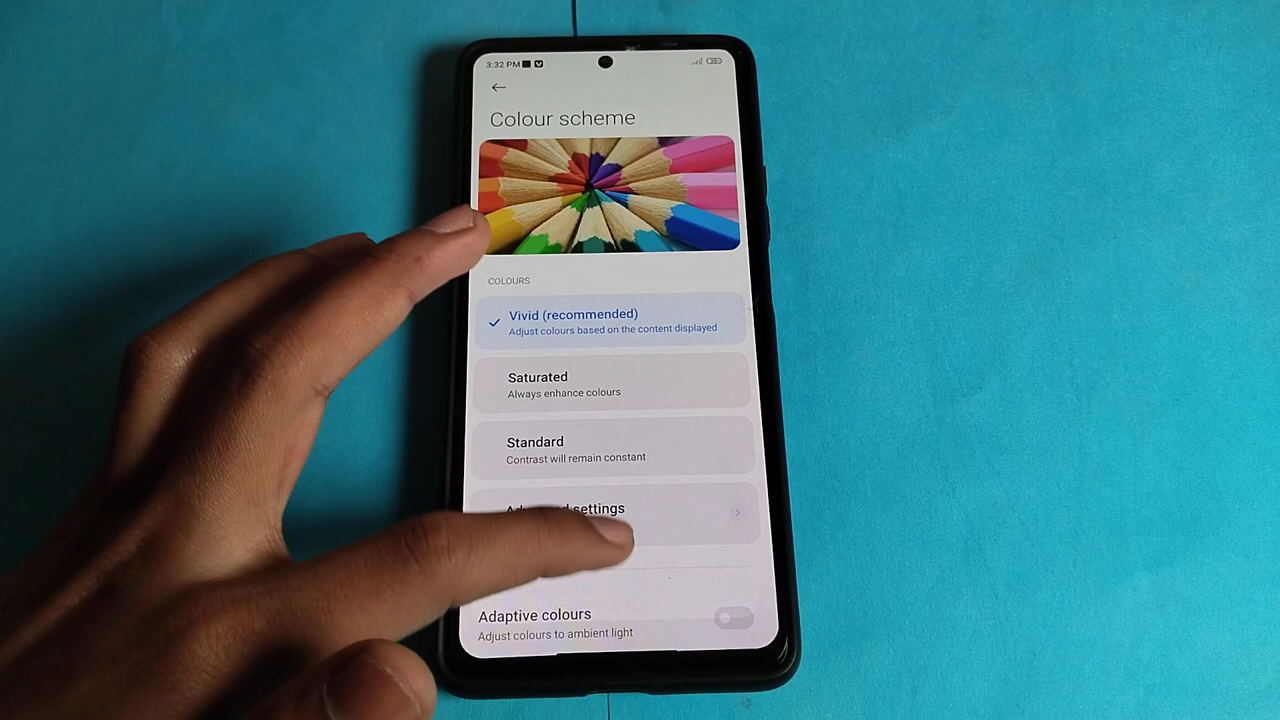 3:32 PM
Colour scheme
COLOURS
Vivid (recommended)
Adjust colours based on the content displayed
Saturated
Always enhance colours
Standard
Contrast will remain constant
settings
Adaptive colours
Adjust colours to ambient light